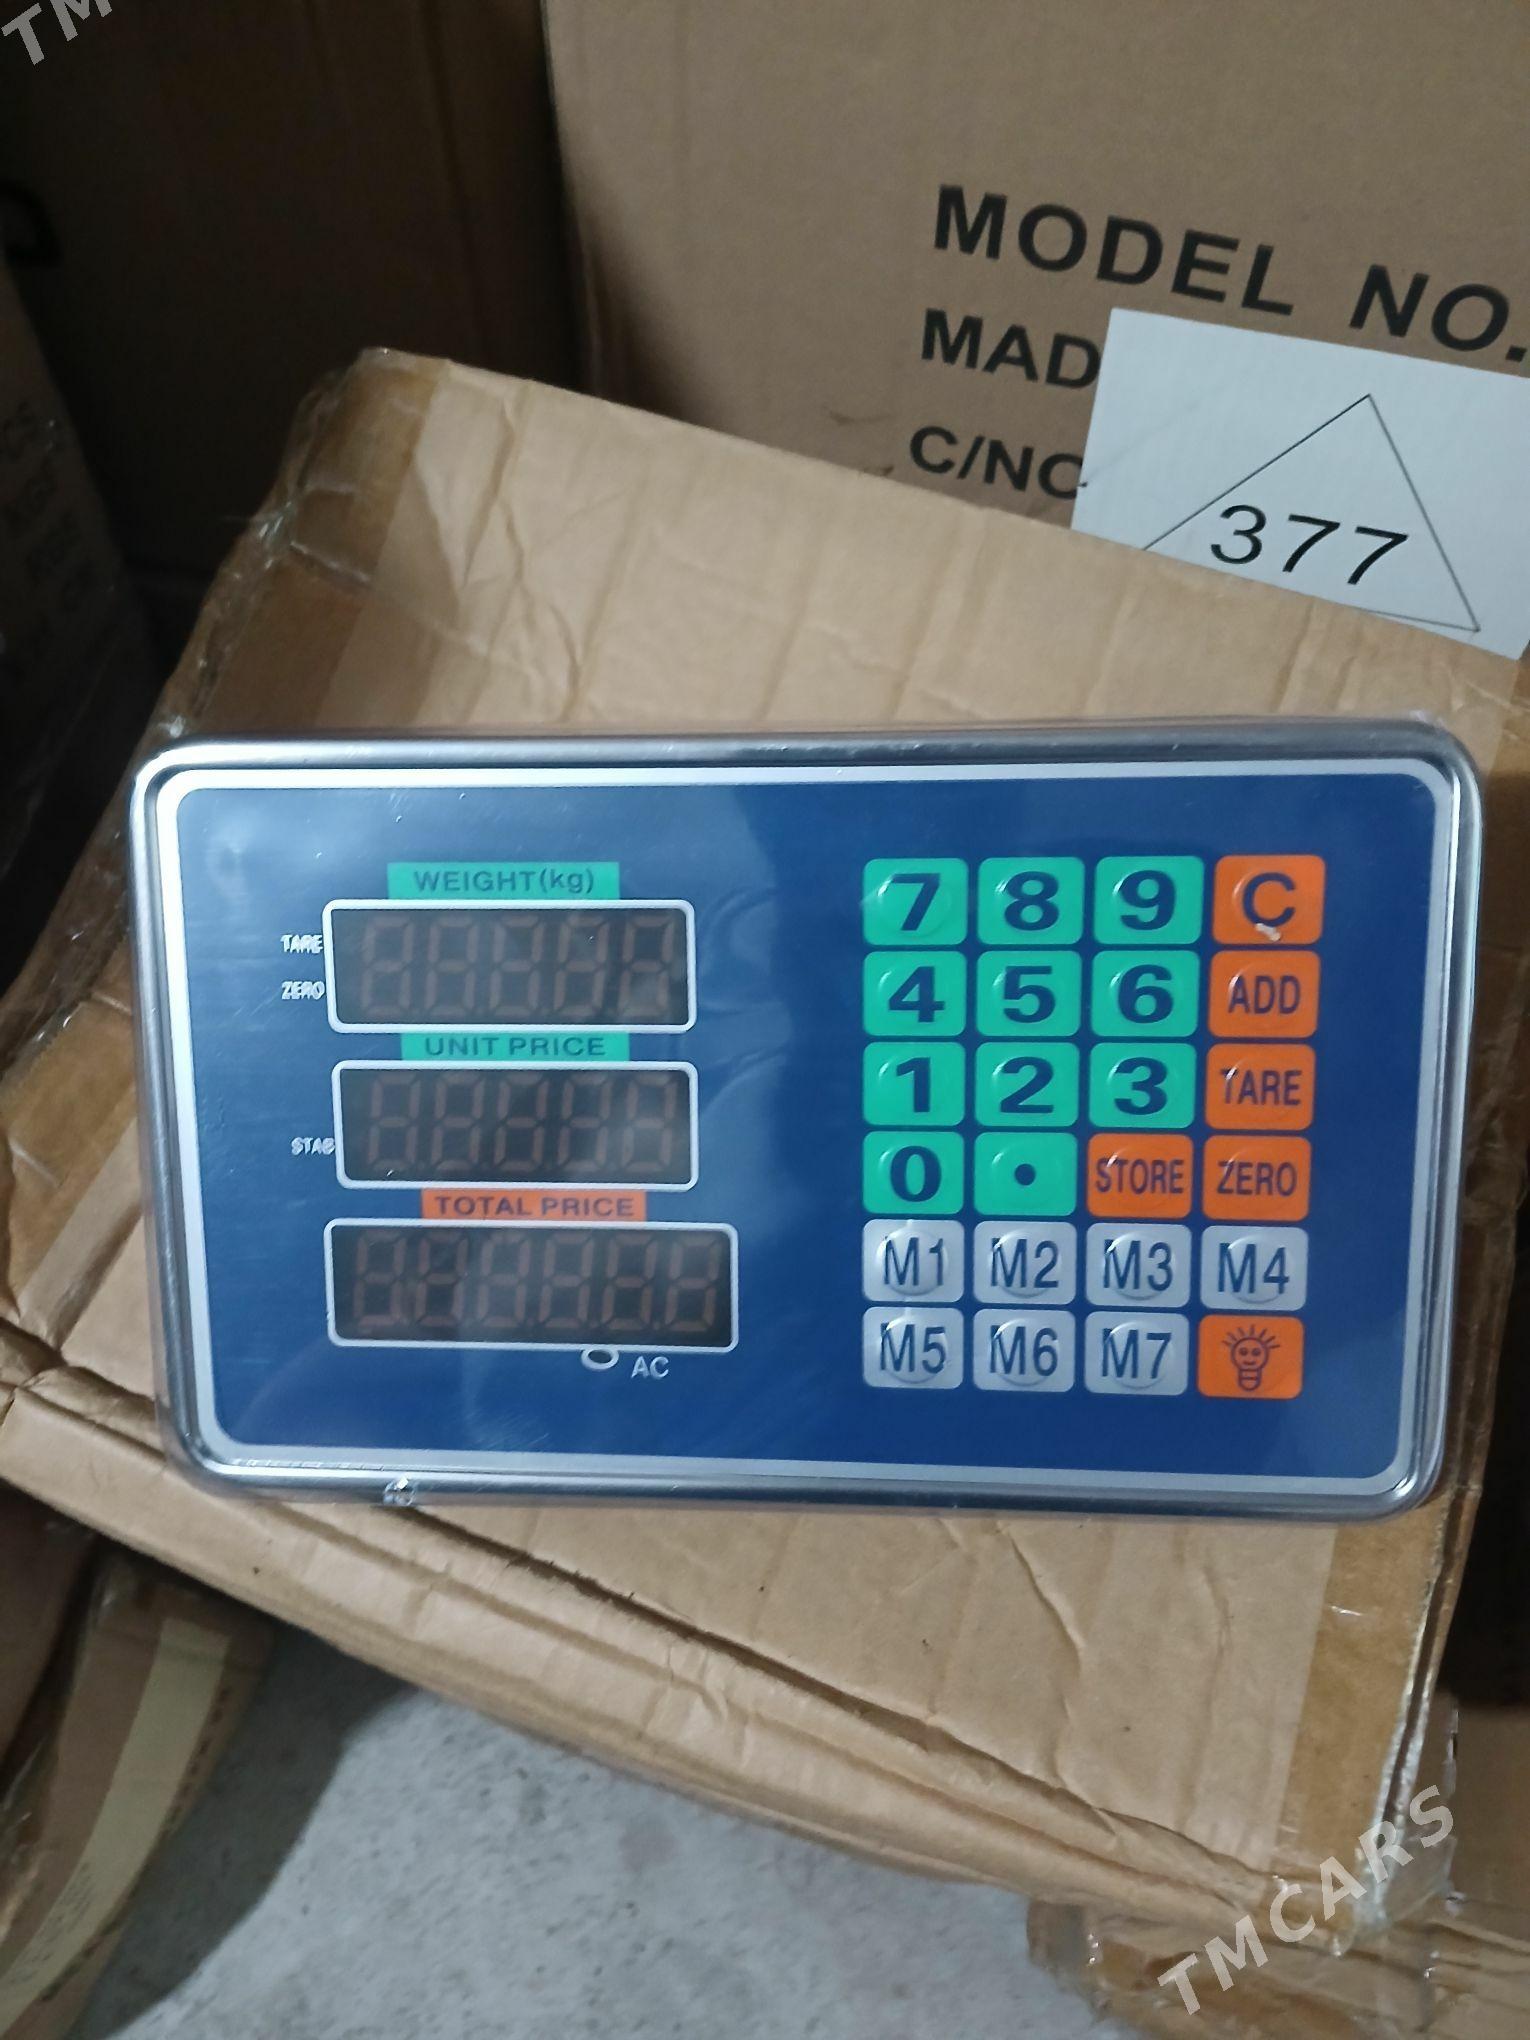 TM
MODEL NO.
MAD
C/NO
377
WEIGHT(kg)
TARE
ZERO
UNIT PRICE
STAB
TOTAL PRICE
AC
7 8 9 C
4 5 6 ADD
1 2 3 TARE
0 . STORE ZERO
M1 M2 M3 M4
M5 M6 M7
TMCARS